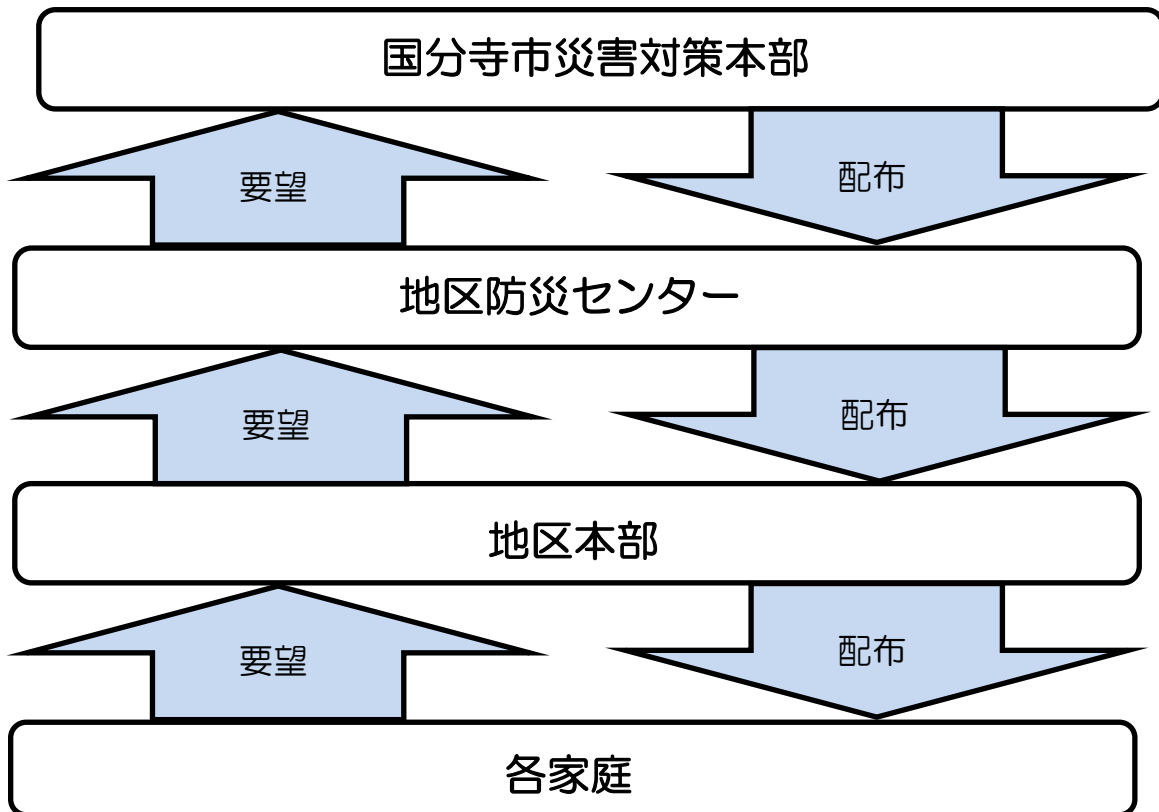 国分寺市災害対策本部
要望
配布
地区防災センター
要望
配布
地区本部
要望
配布
各家庭